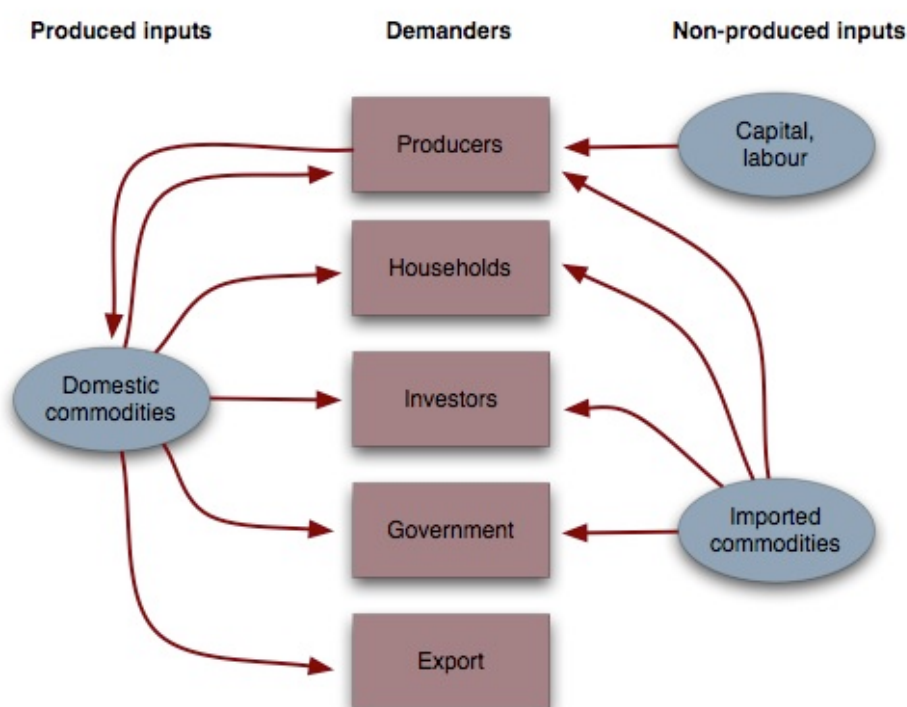 Produced inputs
Demanders
Non-produced inputs
Producers
Capital,
labour
Households
Domestic
commodities
Investors
Government
Imported
commodities
Export